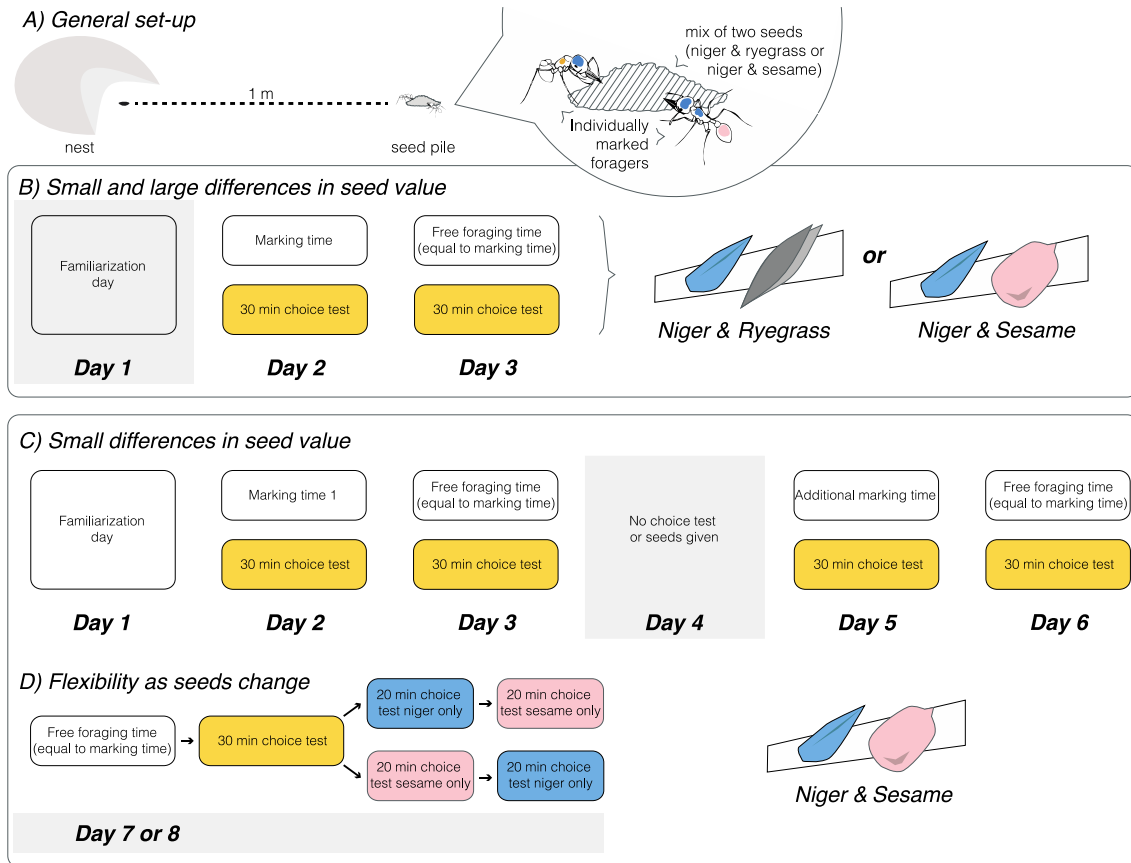 A) General set-up
mix of two seeds
(niger & ryegrass or
niger & sesame)
1 m
Individually
marked
foragers
nest
seed pile
B) Small and large differences in seed value
Familiarization
day
Marking time
Free foraging time
(equal to marking time)
30 min choice test
30 min choice test
or
Niger & Ryegrass
Niger & Sesame
Day 1
Day 2
Day 3
C) Small differences in seed value
Familiarization
day
Marking time 1
Free foraging time
(equal to marking time)
No choice test
or seeds given
Additional marking time
Free foraging time
(equal to marking time)
30 min choice test
30 min choice test
30 min choice test
30 min choice test
Day 1
Day 2
Day 3
Day 4
Day 5
Day 6
D) Flexibility as seeds change
Free foraging time
(equal to marking time)
30 min choice test
20 min choice
test niger only
20 min choice
test sesame only
20 min choice
test sesame only
20 min choice
test niger only
Niger & Sesame
Day 7 or 8